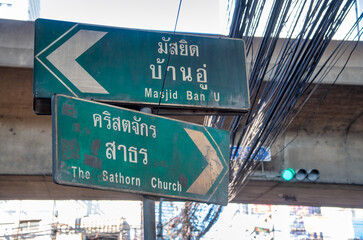 มัสยิด
บ้านอู่
Masjid Ban U
คริสตจักร
สาธร
The Sathorn Church